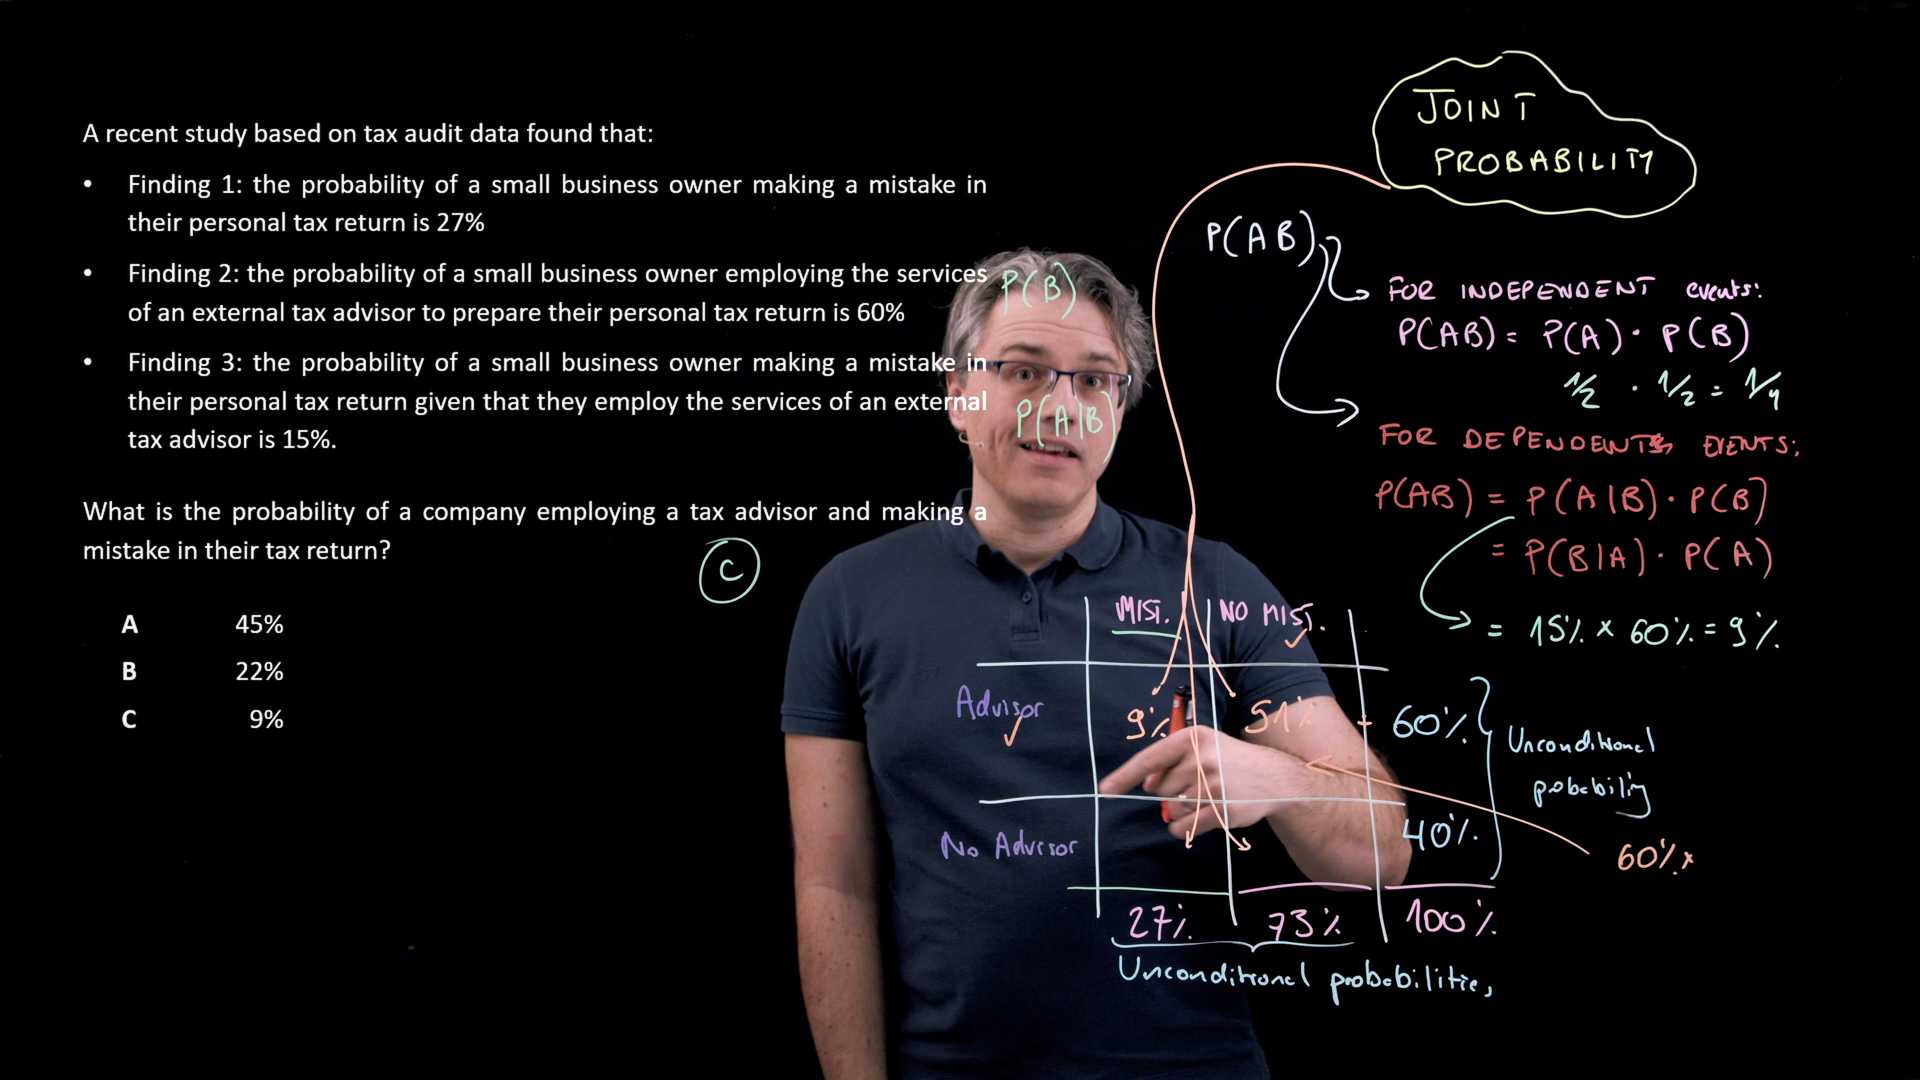 A recent study based on tax audit data found that:
• Finding 1: the probability of a small business owner making a mistake in
their personal tax return is 27%
• Finding 2: the probability of a small business owner employing the services
of an external tax advisor to prepare their personal tax return is 60%
• Finding 3: the probability of a small business owner making a mistake in
their personal tax return given that they employ the services of an external
tax advisor is 15%.
What is the probability of a company employing a tax advisor and making a
mistake in their tax return?
C
A 45%
B 22%
C 9%
P(B)
P(A|B)
JOINT
PROBABILITY
P(AB)
FOR INDEPENDENT events:
P(AB) = P(A) · P(B)
1/2 · 1/2 = 1/4
FOR DEPENDENTS EVENTS:
P(AB) = P(A|B) · P(B)
= P(B|A) · P(A)
= 15% x 60% = 9%
MIST. NO MIST.
Advisor 9% 51% 60%
No Advisor 40%
27% 73% 100%
Unconditional
probability
60% x
Unconditional probabilities